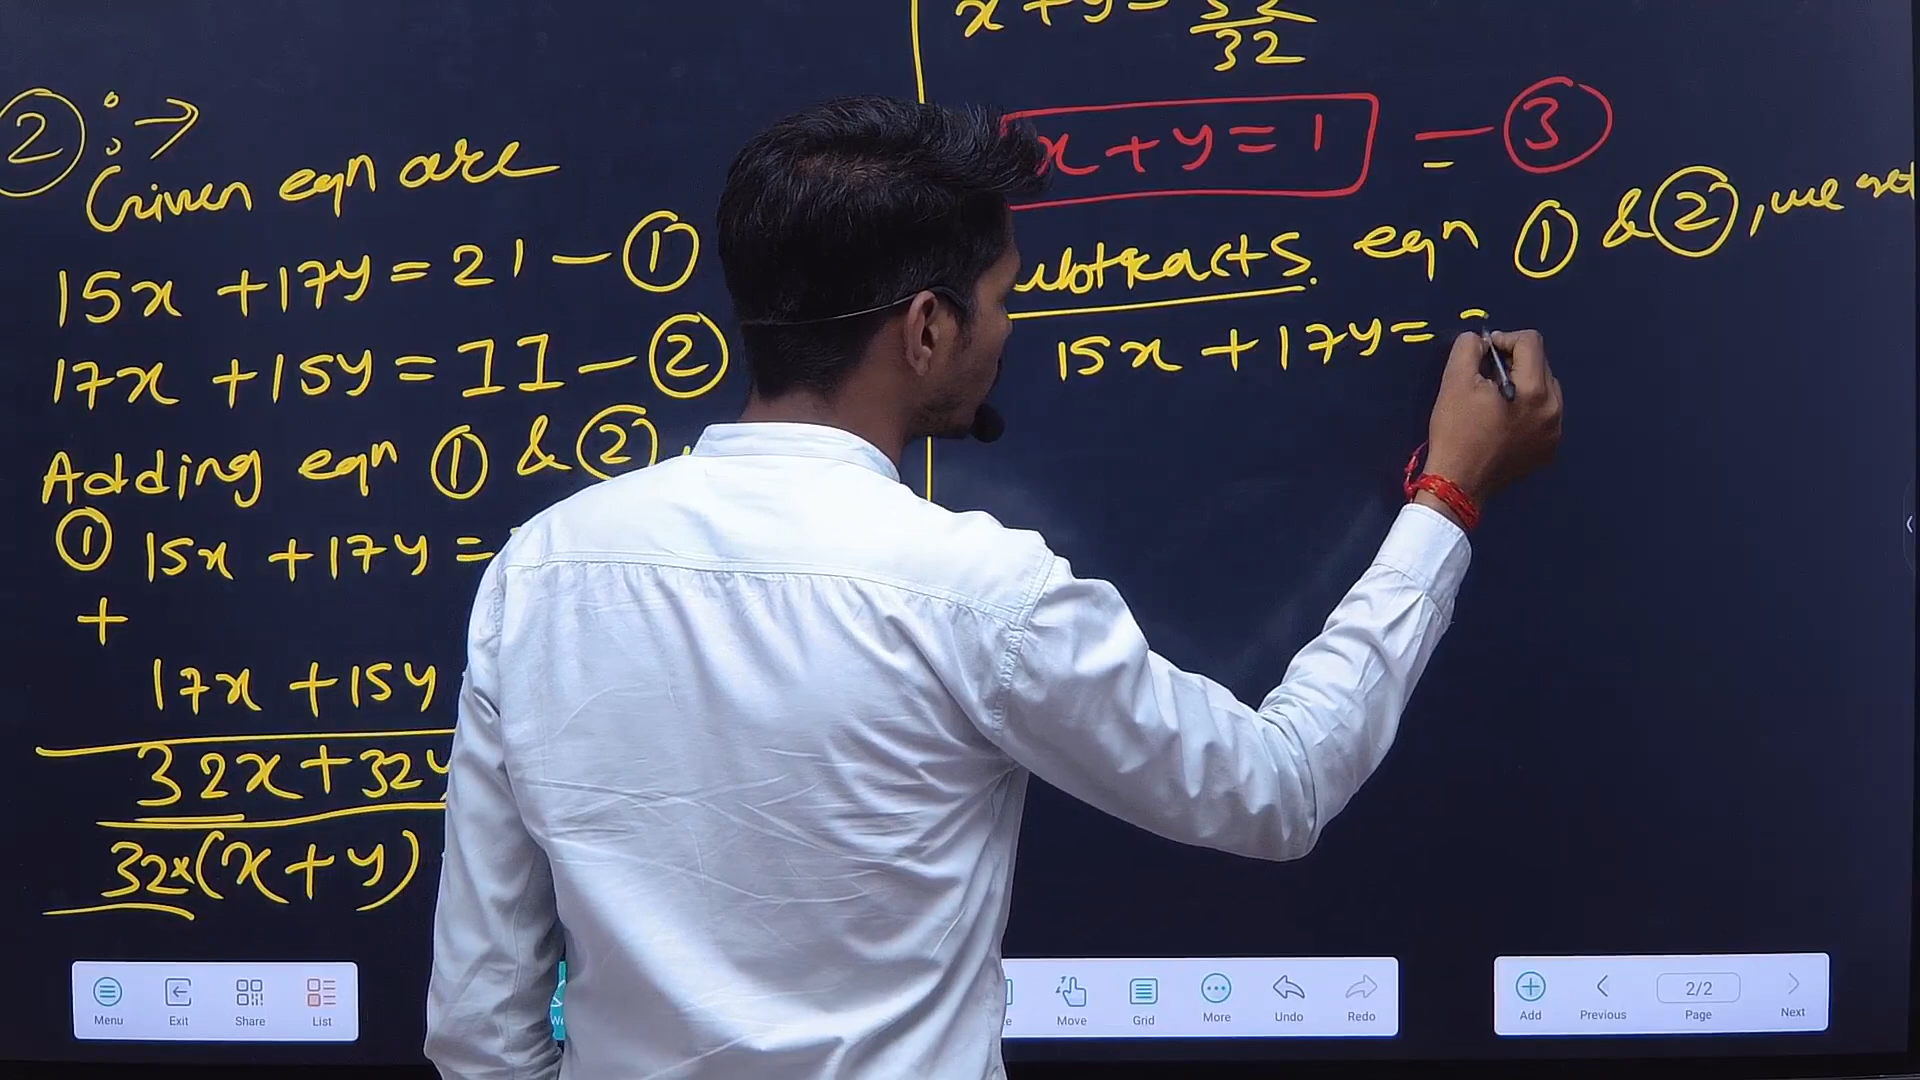 ② :→
Given eqn are
15x + 17y = 21 — ①
17x + 15y = 11 — ②
Adding eqn ① & ②,
① 15x + 17y =
+
17x + 15y
32x + 32y
32×(x + y)
x + y = 32/32
x + y = 1 — ③
ubtracts. eqn ① & ②, we get
15x + 17y =
Menu Exit Share List
Move Grid More Undo Redo
2/2
Add Previous Page Next